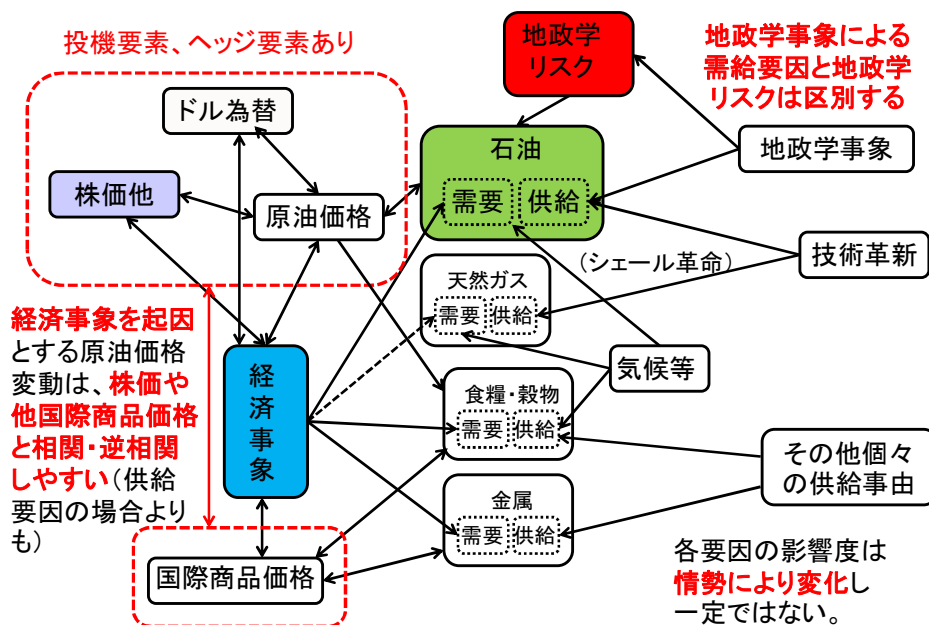 投機要素、ヘッジ要素あり
地政学
リスク
地政学事象による
需給要因と地政学
リスクは区別する
ドル為替
株価他
原油価格
石油
需要
供給
地政学事象
技術革新
(シェール革命)
天然ガス
需要
供給
気候等
経済事象を起因
とする原油価格
変動は、株価や
他国際商品価格
と相関・逆相関
しやすい(供給
要因の場合より
も)
経
済
事
象
食糧・穀物
需要
供給
その他個々
の供給事由
金属
需要
供給
国際商品価格
各要因の影響度は
情勢により変化し
一定ではない。